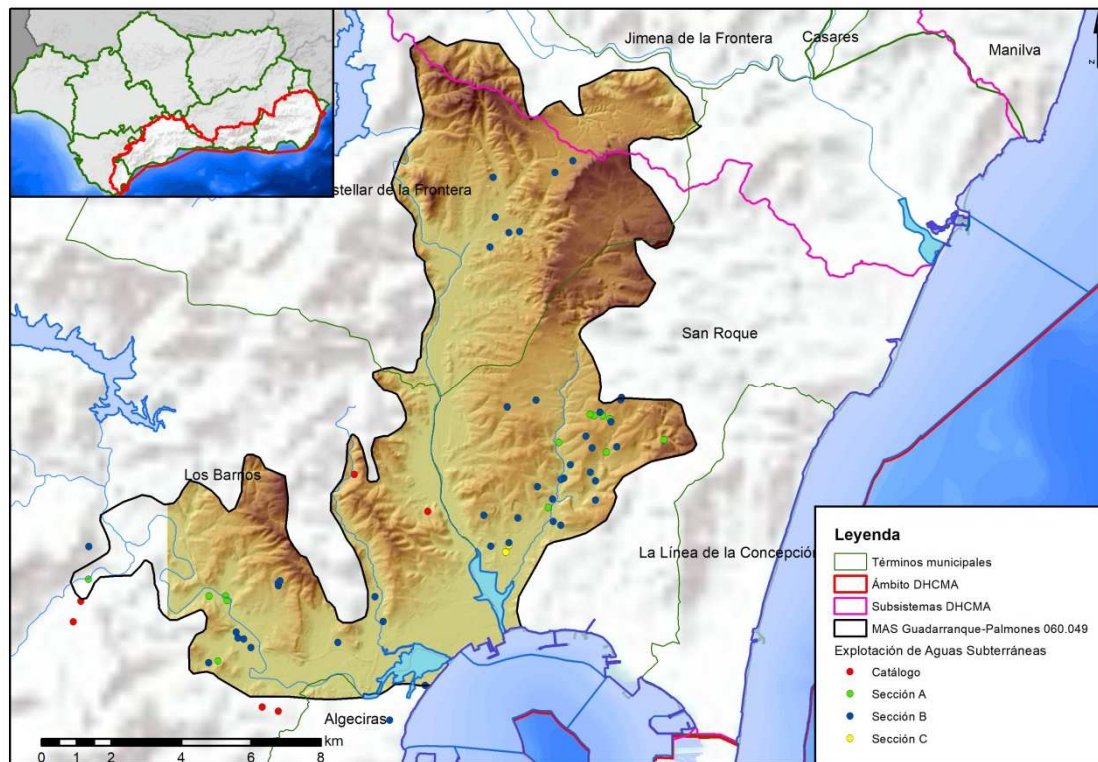 Jimena de la Frontera
Casares
Manilva
N
stellar de la Frontera
San Roque
Los Barrios
La Línea de la Concepción
Algeciras
0 1 2 4 6 8
km
Leyenda
Términos municipales
Ámbito DHCMA
Subsistemas DHCMA
MAS Guadarranque-Palmones 060.049
Explotación de Aguas Subterráneas
Catálogo
Sección A
Sección B
Sección C